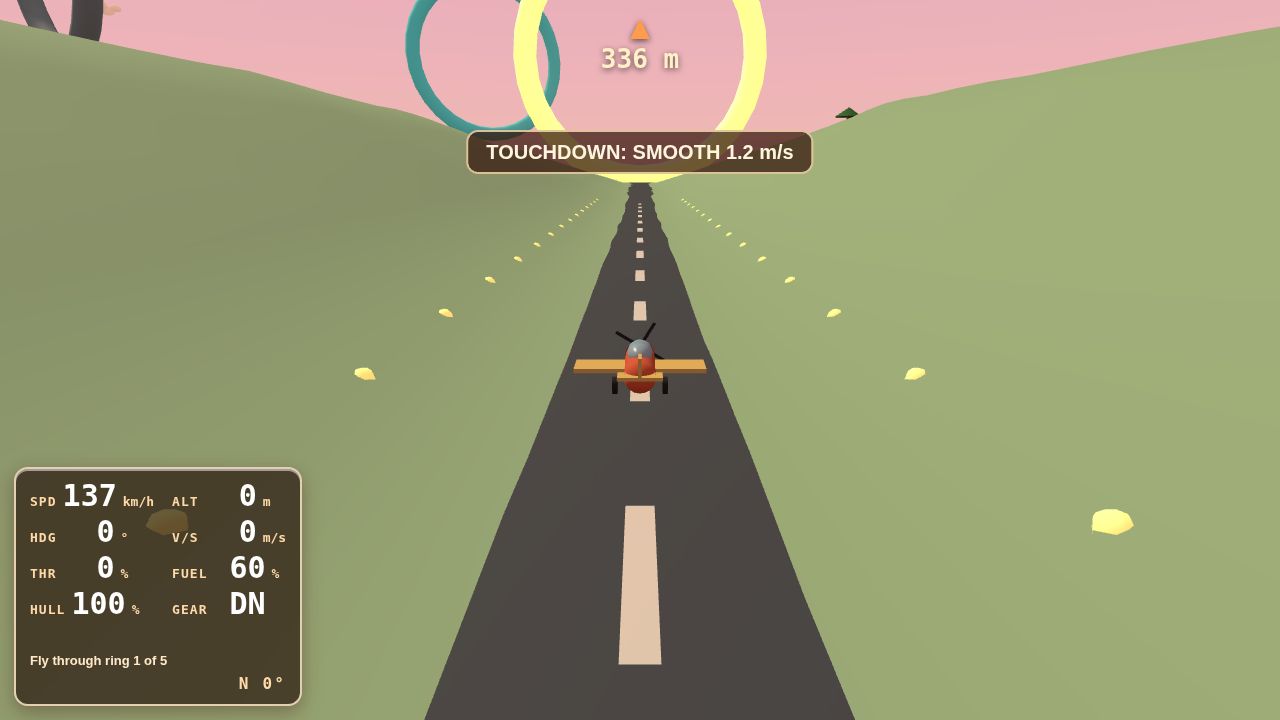 336 m
TOUCHDOWN: SMOOTH 1.2 m/s
SPD 137 km/h ALT 0 m
HDG 0 ° V/S 0 m/s
THR 0 % FUEL 60 %
HULL 100 % GEAR DN
Fly through ring 1 of 5
N 0°